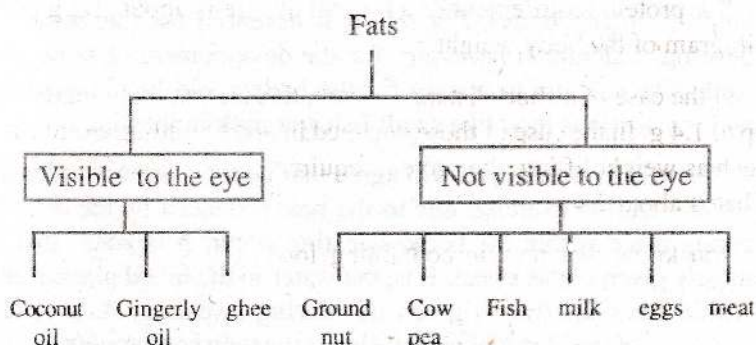 Fats
Visible to the eye
Not visible to the eye
Coconut oil
Gingerly oil
ghee
Ground nut
Cow pea
Fish
milk
eggs
meat